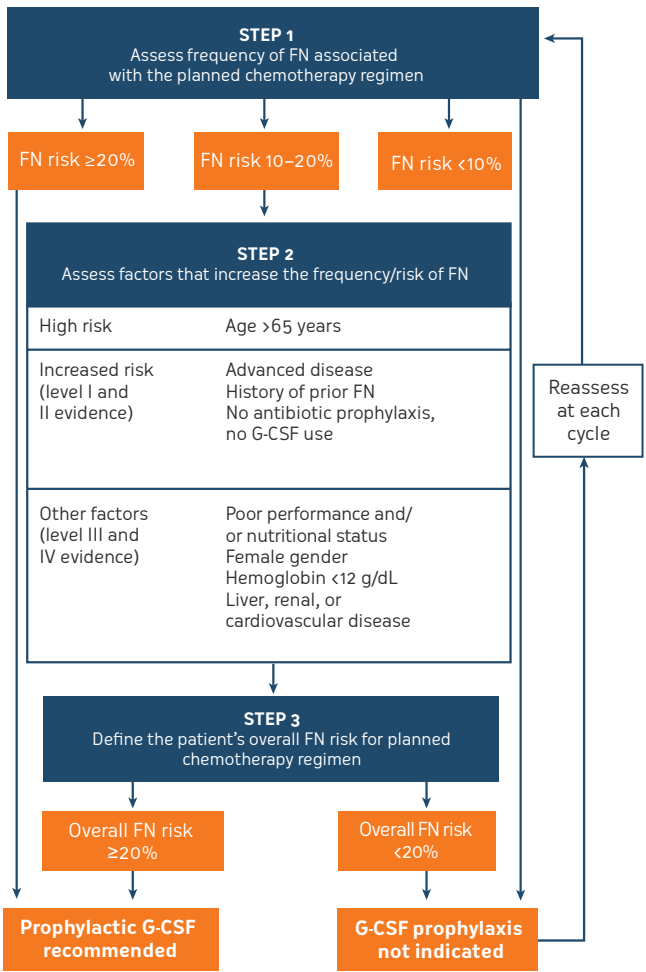 STEP 1
Assess frequency of FN associated
with the planned chemotherapy regimen
FN risk ≥20%
FN risk 10–20%
FN risk <10%
STEP 2
Assess factors that increase the frequency/risk of FN
High risk
Age >65 years
Increased risk
(level I and
II evidence)
Advanced disease
History of prior FN
No antibiotic prophylaxis,
no G-CSF use
Other factors
(level III and
IV evidence)
Poor performance and/
or nutritional status
Female gender
Hemoglobin <12 g/dL
Liver, renal, or
cardiovascular disease
Reassess
at each
cycle
STEP 3
Define the patient's overall FN risk for planned
chemotherapy regimen
Overall FN risk
≥20%
Overall FN risk
<20%
Prophylactic G-CSF
recommended
G-CSF prophylaxis
not indicated